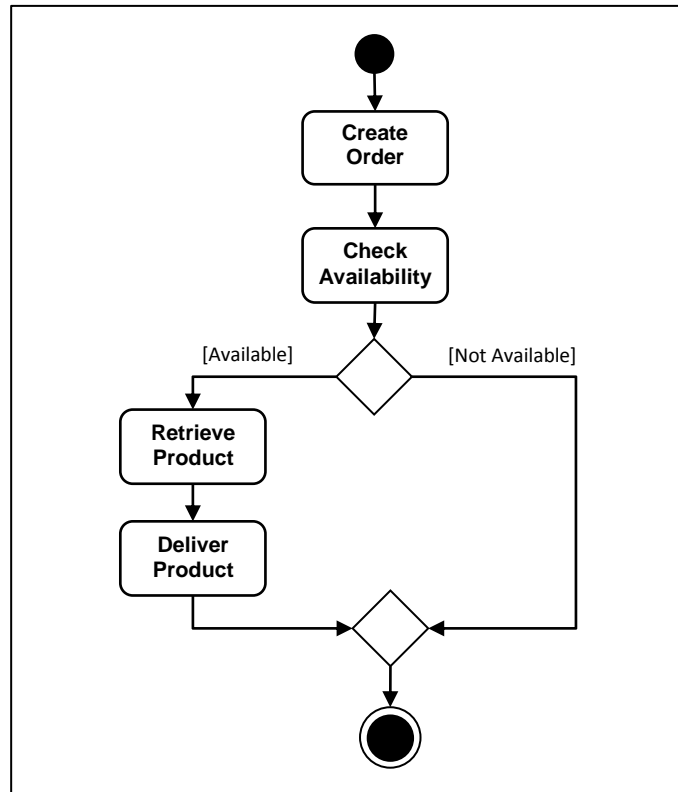 Create
Order
Check
Availability
[Available]
[Not Available]
Retrieve
Product
Deliver
Product